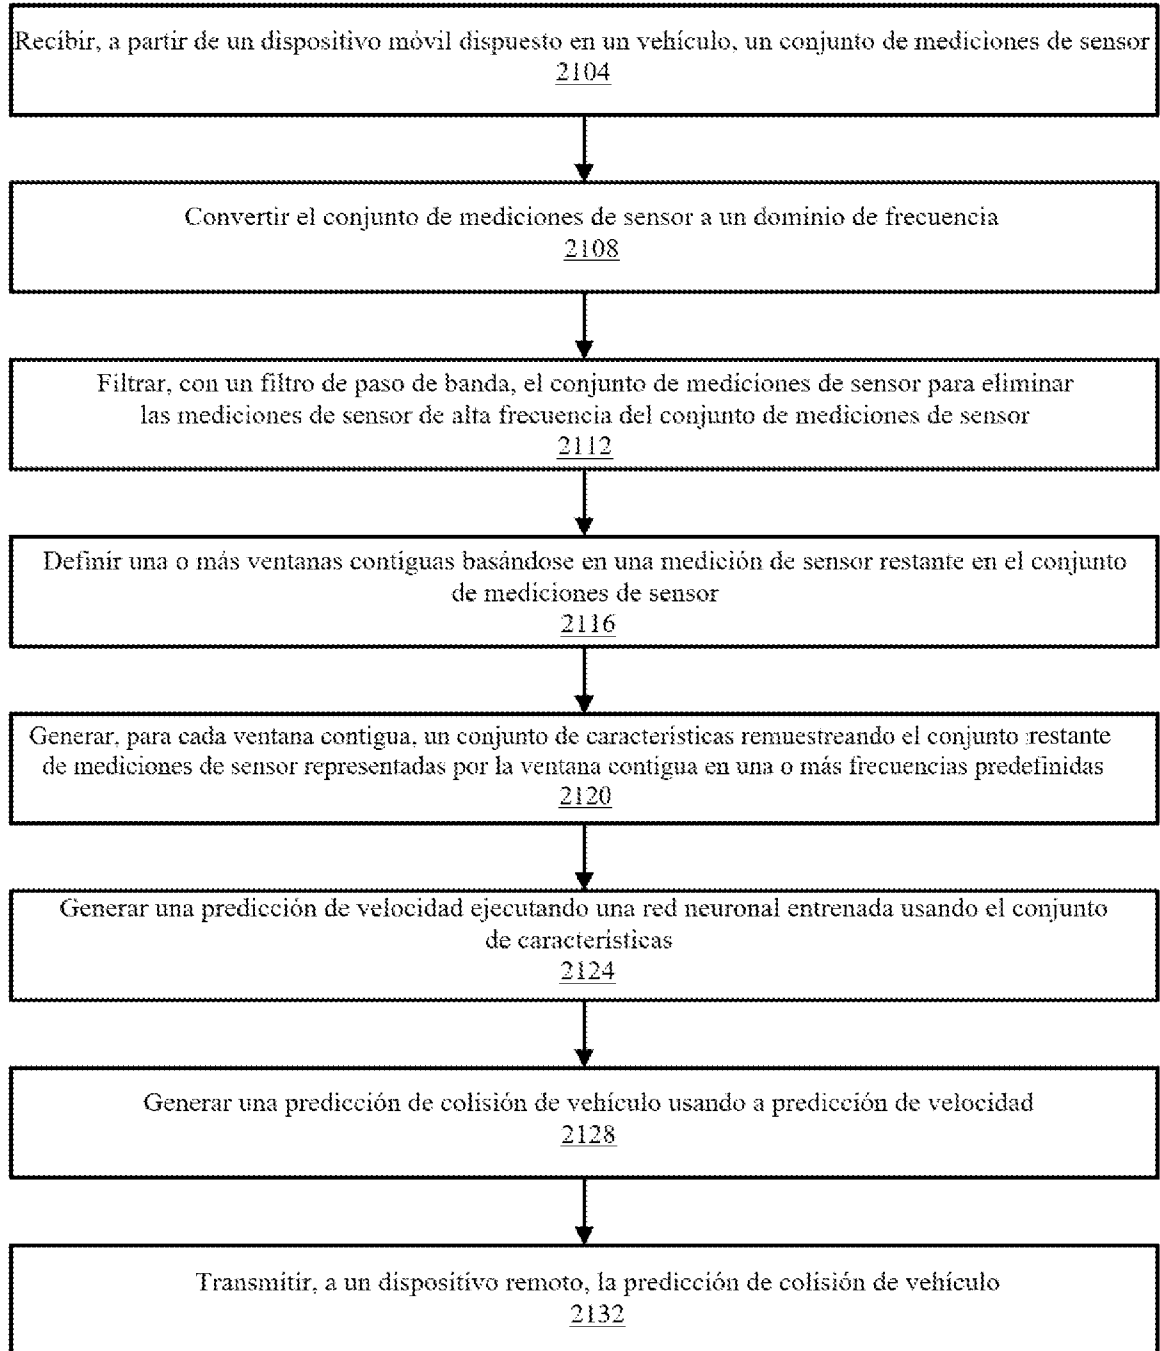 Recibir, a partir de un dispositivo móvil dispuesto en un vehículo, un conjunto de mediciones de sensor
2104
Convertir el conjunto de mediciones de sensor a un dominio de frecuencia
2108
Filtrar, con un filtro de paso de banda, el conjunto de mediciones de sensor para eliminar
las mediciones de sensor de alta frecuencia del conjunto de mediciones de sensor
2112
Definir una o más ventanas contiguas basándose en una medición de sensor restante en el conjunto
de mediciones de sensor
2116
Generar, para cada ventana contigua, un conjunto de características remuestreando el conjunto restante
de mediciones de sensor representadas por la ventana contigua en una o más frecuencias predefinidas
2120
Generar una predicción de velocidad ejecutando una red neuronal entrenada usando el conjunto
de características
2124
Generar una predicción de colisión de vehículo usando a predicción de velocidad
2128
Transmitir, a un dispositivo remoto, la predicción de colisión de vehículo
2132